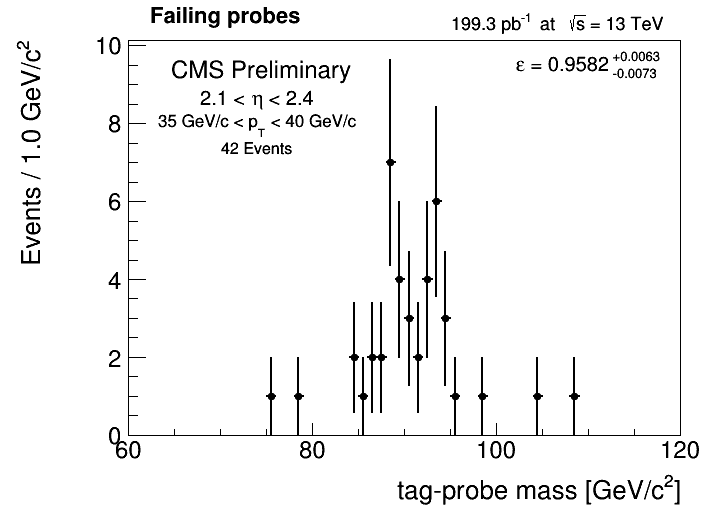 Failing probes
199.3 pb-1 at √s = 13 TeV
CMS Preliminary
2.1 < η < 2.4
35 GeV/c < pT < 40 GeV/c
42 Events
ε = 0.9582 +0.0063 -0.0073
Events / 1.0 GeV/c2
10
8
6
4
2
0
60 80 100 120
tag-probe mass [GeV/c2]